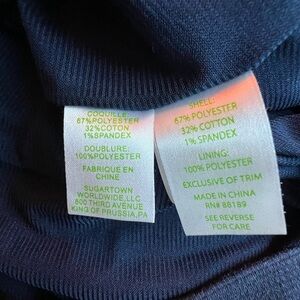 COQUILLE:
67%POLYESTER
32%COTON
1%SPANDEX
DOUBLURE:
100%POLYESTER
FABRIQUE EN
CHINE
SUGARTOWN
WORLDWIDE,LLC
800 THIRD AVENUE
KING OF PRUSSIA,PA
SHELL:
67% POLYESTER
32% COTTON
1% SPANDEX
LINING:
100% POLYESTER
EXCLUSIVE OF TRIM
MADE IN CHINA
RN# 88189
SEE REVERSE
FOR CARE